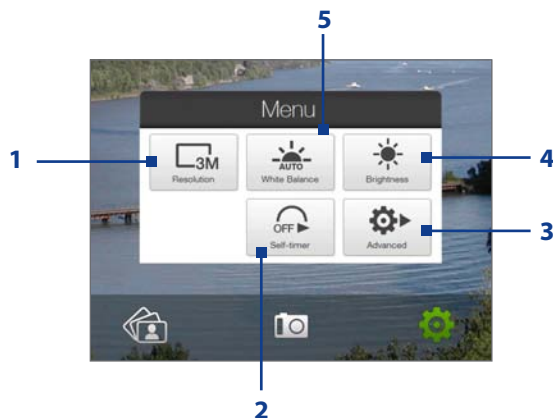 5
Menu
1
3M
Resolution
AUTO
White Balance
Brightness
4
OFF
Self-timer
Advanced
3
2